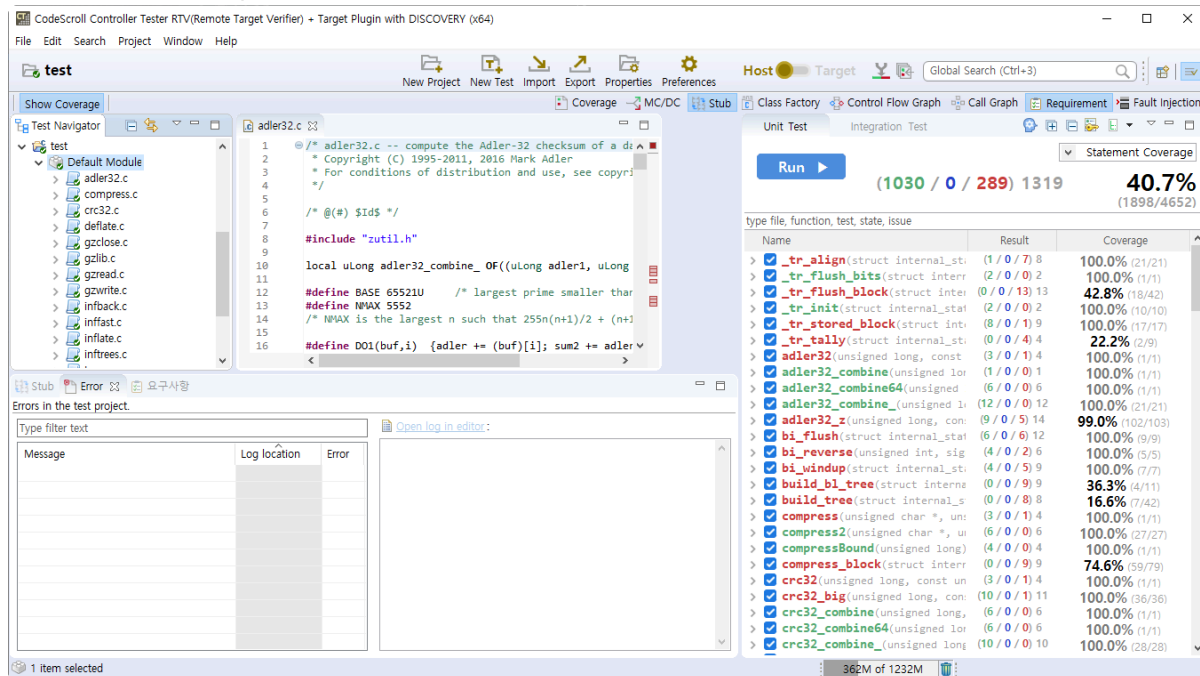 CodeScroll Controller Tester RTV(Remote Target Verifier) + Target Plugin with DISCOVERY (x64)
File Edit Search Project Window Help
test
New Project New Test Import Export Properties Preferences
Host Target
Global Search (Ctrl+3)
Show Coverage
Coverage MC/DC Stub Class Factory Control Flow Graph Call Graph Requirement Fault Injection
Test Navigator
test
Default Module
adler32.c
compress.c
crc32.c
deflate.c
gzclose.c
gzlib.c
gzread.c
gzwrite.c
infback.c
inffast.c
inflate.c
inftrees.c
adler32.c
1 /* adler32.c -- compute the Adler-32 checksum of a da
2 * Copyright (C) 1995-2011, 2016 Mark Adler
3 * For conditions of distribution and use, see copyri
4 */
5
6 /* @(#) $Id$ */
7
8 #include "zutil.h"
9
10 local uLong adler32_combine_ OF((uLong adler1, uLong
11
12 #define BASE 65521U /* largest prime smaller than
13 #define NMAX 5552
14 /* NMAX is the largest n such that 255n(n+1)/2 + (n+1
15
16 #define DO1(buf,i) {adler += (buf)[i]; sum2 += adler
Stub Error 요구사항
Errors in the test project.
Type filter text
Message Log location Error
Open log in editor :
Unit Test Integration Test
Run
Statement Coverage
(1030 / 0 / 289) 1319
40.7%
(1898/4652)
type file, function, test, state, issue
Name Result Coverage
_tr_align(struct internal_st (1 / 0 / 7) 8 100.0% (21/21)
_tr_flush_bits(struct intern (2 / 0 / 0) 2 100.0% (1/1)
_tr_flush_block(struct inter (0 / 0 / 13) 13 42.8% (18/42)
_tr_init(struct internal_stat (2 / 0 / 0) 2 100.0% (10/10)
_tr_stored_block(struct int (8 / 0 / 1) 9 100.0% (17/17)
_tr_tally(struct internal_sta (0 / 0 / 4) 4 22.2% (2/9)
adler32(unsigned long, const (3 / 0 / 1) 4 100.0% (1/1)
adler32_combine(unsigned lor (1 / 0 / 0) 1 100.0% (1/1)
adler32_combine64(unsigned (6 / 0 / 0) 6 100.0% (1/1)
adler32_combine_(unsigned l (12 / 0 / 0) 12 100.0% (21/21)
adler32_z(unsigned long, con (9 / 0 / 5) 14 99.0% (102/103)
bi_flush(struct internal_stat (6 / 0 / 6) 12 100.0% (9/9)
bi_reverse(unsigned int, sig (4 / 0 / 2) 6 100.0% (5/5)
bi_windup(struct internal_st (4 / 0 / 5) 9 100.0% (7/7)
build_bl_tree(struct interna (0 / 0 / 9) 9 36.3% (4/11)
build_tree(struct internal_s (0 / 0 / 8) 8 16.6% (7/42)
compress(unsigned char *, un (3 / 0 / 1) 4 100.0% (1/1)
compress2(unsigned char *, u (6 / 0 / 0) 6 100.0% (27/27)
compressBound(unsigned long) (4 / 0 / 0) 4 100.0% (1/1)
compress_block(struct intern (0 / 0 / 9) 9 74.6% (59/79)
crc32(unsigned long, const un (3 / 0 / 1) 4 100.0% (1/1)
crc32_big(unsigned long, con (10 / 0 / 1) 11 100.0% (36/36)
crc32_combine(unsigned long, (6 / 0 / 0) 6 100.0% (1/1)
crc32_combine64(unsigned lor (6 / 0 / 0) 6 100.0% (1/1)
crc32_combine_(unsigned long (10 / 0 / 0) 10 100.0% (28/28)
1 item selected
362M of 1232M